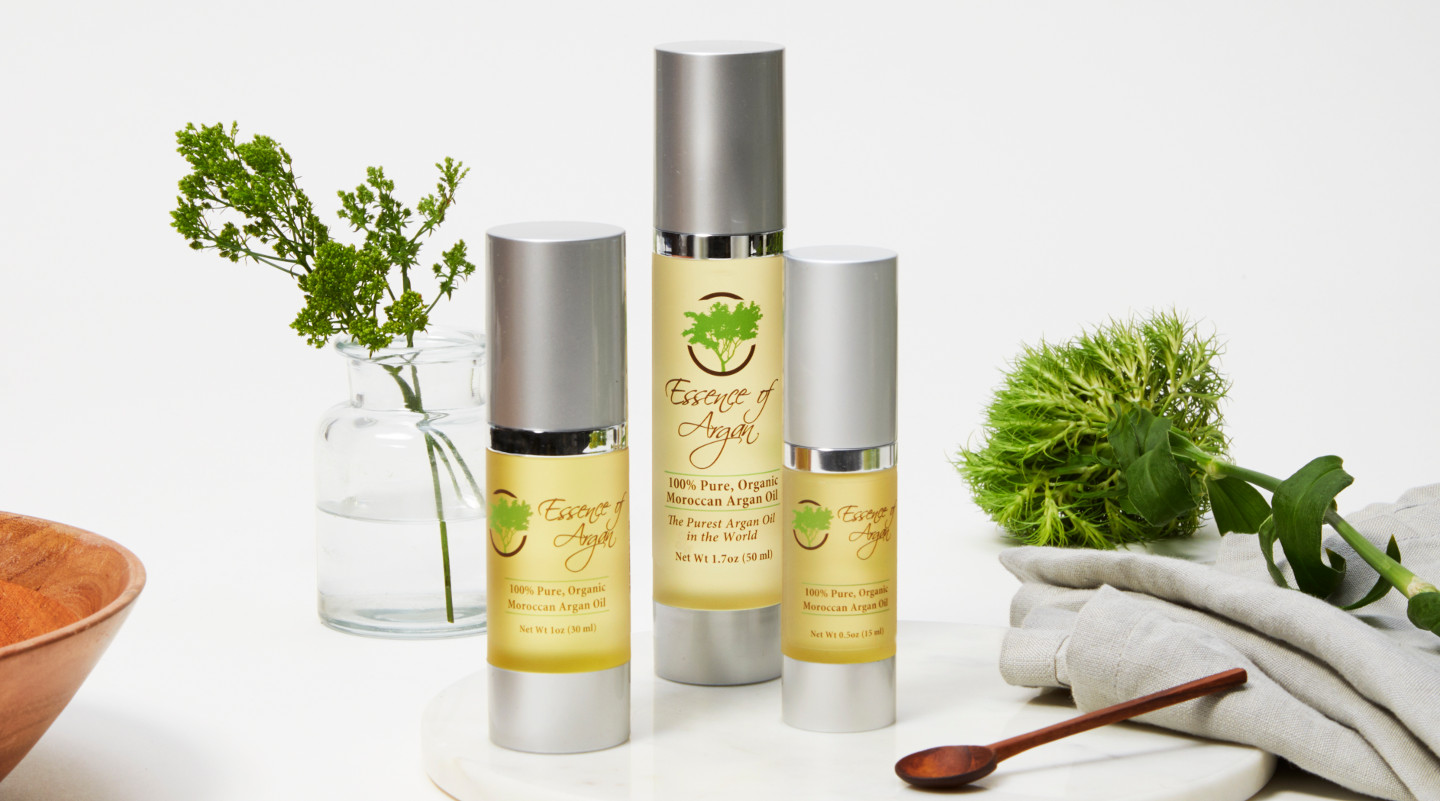 Essence of
Argan
100% Pure, Organic
Moroccan Argan Oil
Net Wt 1oz (30 ml)
Essence of
Argan
100% Pure, Organic
Moroccan Argan Oil
The Purest Argan Oil
in the World
Net Wt 1.7oz (50 ml)
Essence of
Argan
100% Pure, Organic
Moroccan Argan Oil
Net Wt 0.5oz (15 ml)